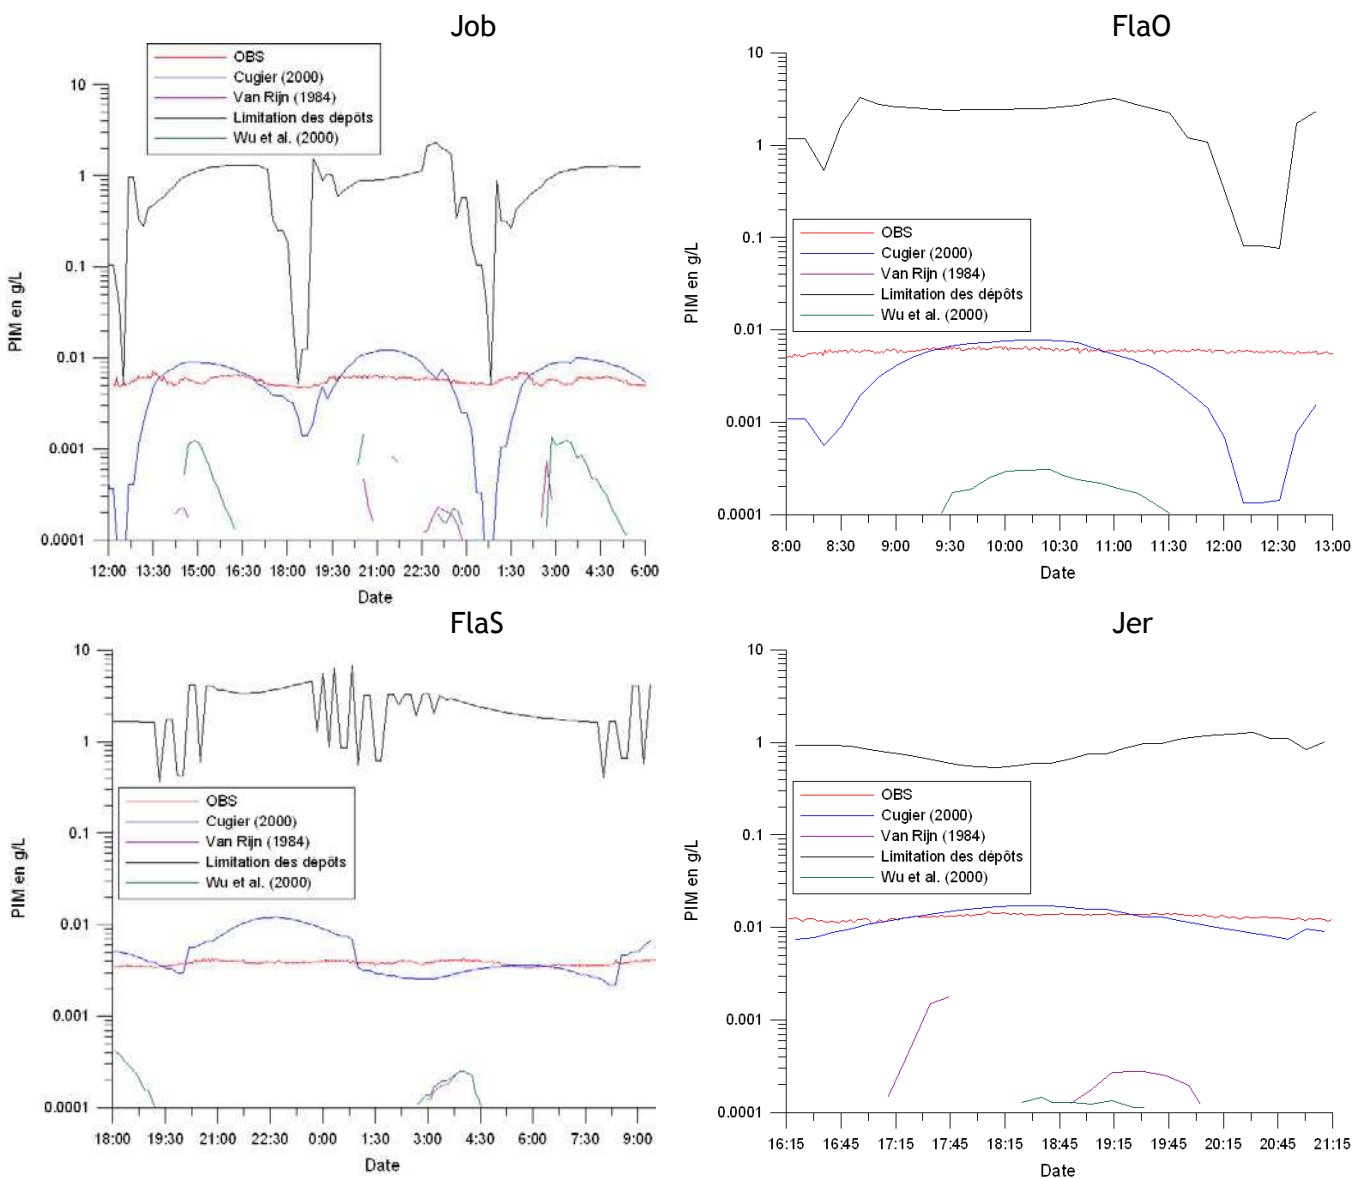 Job
OBS
Cugier (2000)
Van Rijn (1984)
Limitation des dépôts
Wu et al. (2000)
10
1
0.1
0.01
0.001
0.0001
PIM en g/L
12:00 13:30 15:00 16:30 18:00 19:30 21:00 22:30 0:00 1:30 3:00 4:30 6:00
Date
FlaO
10
1
0.1
0.01
0.001
0.0001
PIM en g/L
OBS
Cugier (2000)
Van Rijn (1984)
Limitation des dépôts
Wu et al. (2000)
8:00 8:30 9:00 9:30 10:00 10:30 11:00 11:30 12:00 12:30 13:00
Date
FlaS
10
1
0.1
0.01
0.001
0.0001
PIM en g/L
OBS
Cugier (2000)
Van Rijn (1984)
Limitation des dépôts
Wu et al. (2000)
18:00 19:30 21:00 22:30 0:00 1:30 3:00 4:30 6:00 7:30 9:00
Date
Jer
10
1
0.1
0.01
0.001
0.0001
PIM en g/L
OBS
Cugier (2000)
Van Rijn (1984)
Limitation des dépôts
Wu et al. (2000)
16:15 16:45 17:15 17:45 18:15 18:45 19:15 19:45 20:15 20:45 21:15
Date